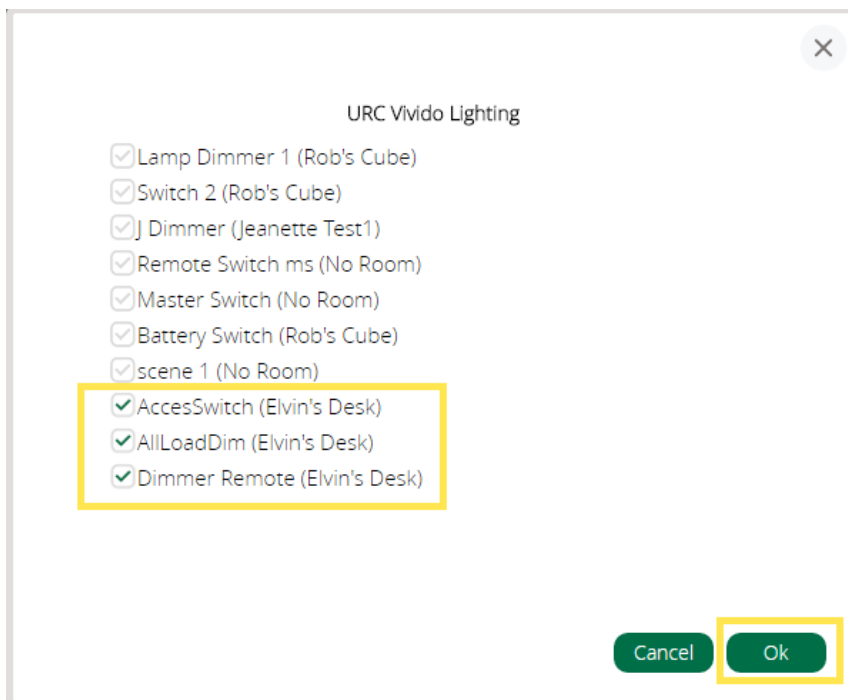 URC Vivido Lighting
Lamp Dimmer 1 (Rob's Cube)
Switch 2 (Rob's Cube)
J Dimmer (Jeanette Test1)
Remote Switch ms (No Room)
Master Switch (No Room)
Battery Switch (Rob's Cube)
scene 1 (No Room)
AccesSwitch (Elvin's Desk)
AllLoadDim (Elvin's Desk)
Dimmer Remote (Elvin's Desk)
Cancel Ok